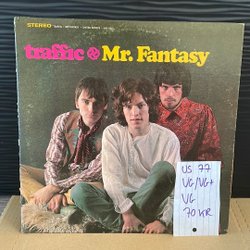 STEREO
traffic Mr. Fantasy
US 77
VG/VG+
VG
70 KR